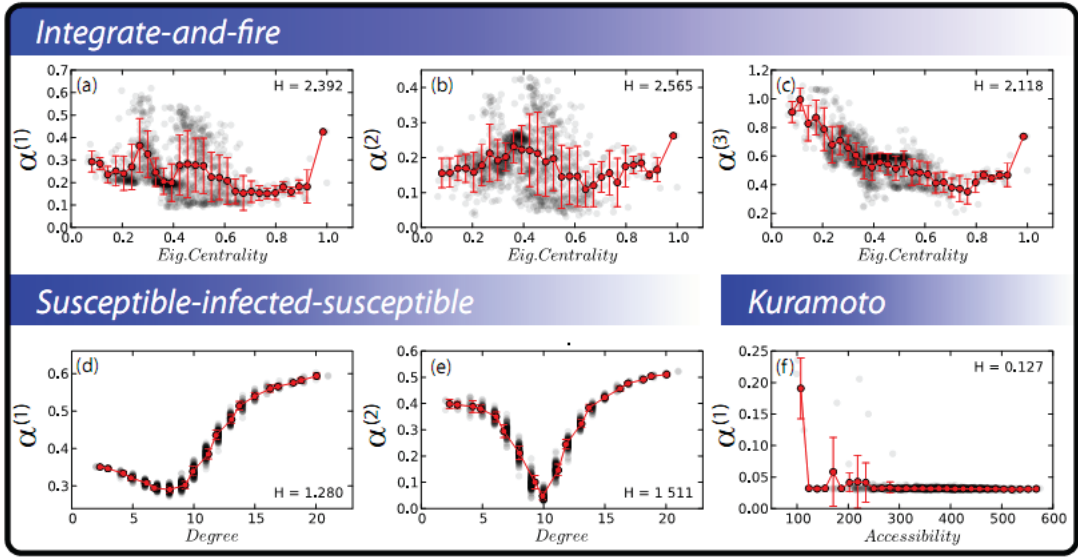 Integrate-and-fire
(a)
H = 2.392
α(1)
0.7
0.6
0.5
0.4
0.3
0.2
0.1
0.0
0.0 0.2 0.4 0.6 0.8 1.0
Eig.Centrality
(b)
H = 2.565
α(2)
0.4
0.3
0.2
0.1
0.0
0.0 0.2 0.4 0.6 0.8 1.0
Eig.Centrality
(c)
H = 2.118
α(3)
1.2
1.0
0.8
0.6
0.4
0.2
0.0 0.2 0.4 0.6 0.8 1.0
Eig.Centrality
Susceptible-infected-susceptible
Kuramoto
(d)
H = 1.280
α(1)
0.6
0.5
0.4
0.3
0 5 10 15 20
Degree
(e)
H = 1 511
α(2)
0.6
0.5
0.4
0.3
0.2
0.1
0.0
0 5 10 15 20
Degree
(f)
H = 0.127
α(1)
0.25
0.20
0.15
0.10
0.05
0.00
100 200 300 400 500 600
Accessibility